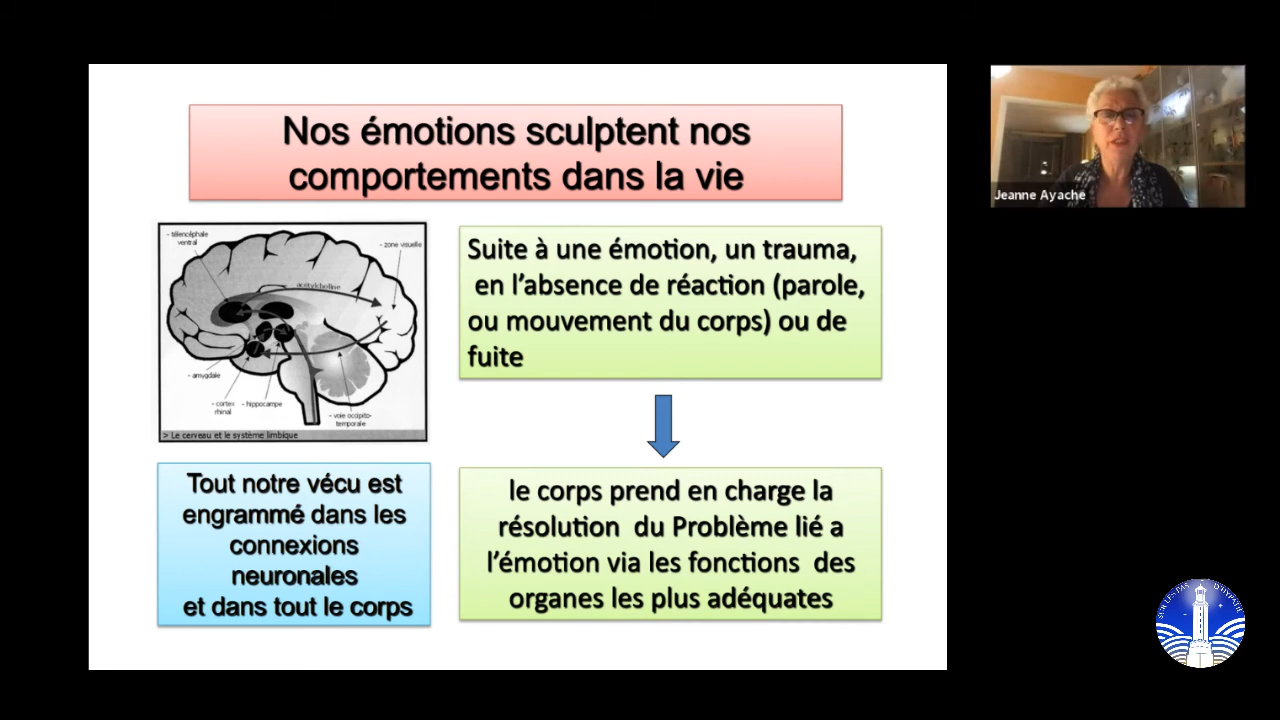 Nos émotions sculptent nos
comportements dans la vie
- télencéphale
ventral
- zone visuelle
acétylcholine
- amygdale
- cortex
rhinal
- hippocampe
- voie occipito-
temporale
> Le cerveau et le système limbique
Suite à une émotion, un trauma,
en l’absence de réaction (parole,
ou mouvement du corps) ou de
fuite
Tout notre vécu est
engrammé dans les
connexions
neuronales
et dans tout le corps
le corps prend en charge la
résolution du Problème lié a
l’émotion via les fonctions des
organes les plus adéquates
Jeanne Ayache
SUR LES PAS D'HYPATIE